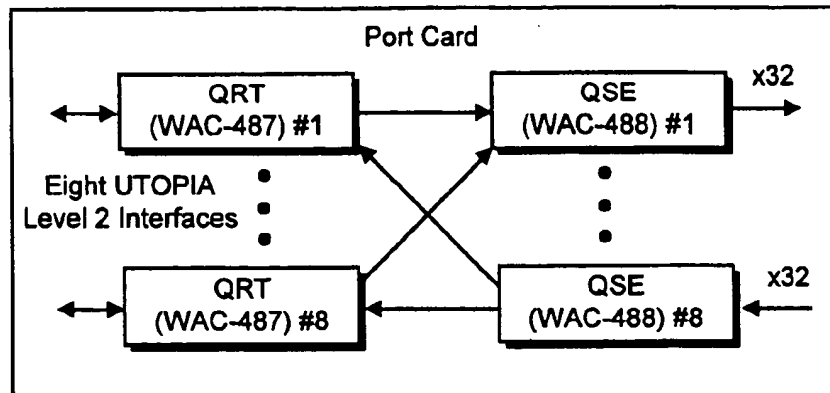 Port Card
QRT
(WAC-487) #1
QSE
(WAC-488) #1
x32
Eight UTOPIA
Level 2 Interfaces
QRT
(WAC-487) #8
QSE
(WAC-488) #8
x32